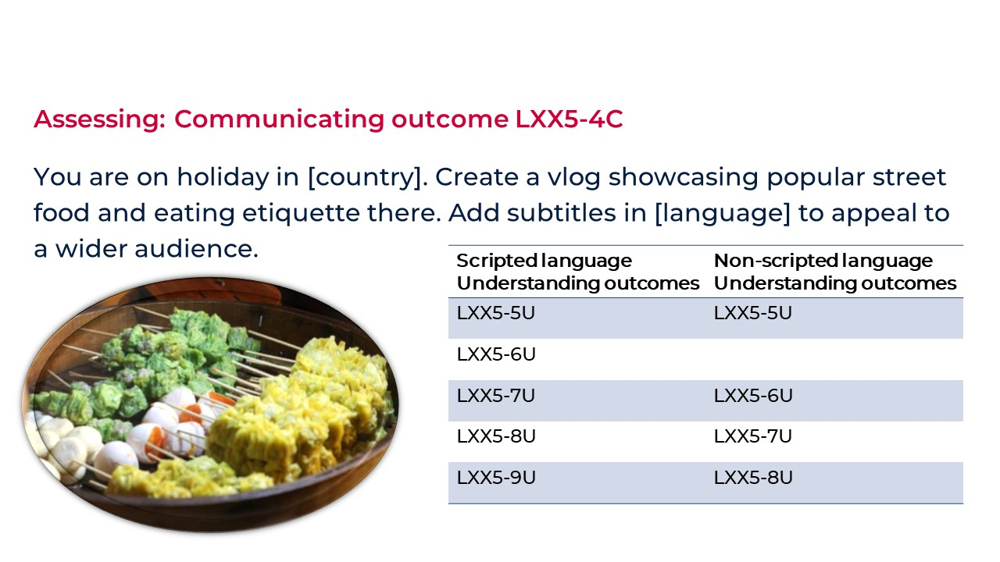 Assessing: Communicating outcome LXX5-4C
You are on holiday in [country]. Create a vlog showcasing popular street
food and eating etiquette there. Add subtitles in [language] to appeal to
a wider audience.
Scripted language Non-scripted language
Understanding outcomes Understanding outcomes
LXX5-5U LXX5-5U
LXX5-6U
LXX5-7U LXX5-6U
LXX5-8U LXX5-7U
LXX5-9U LXX5-8U